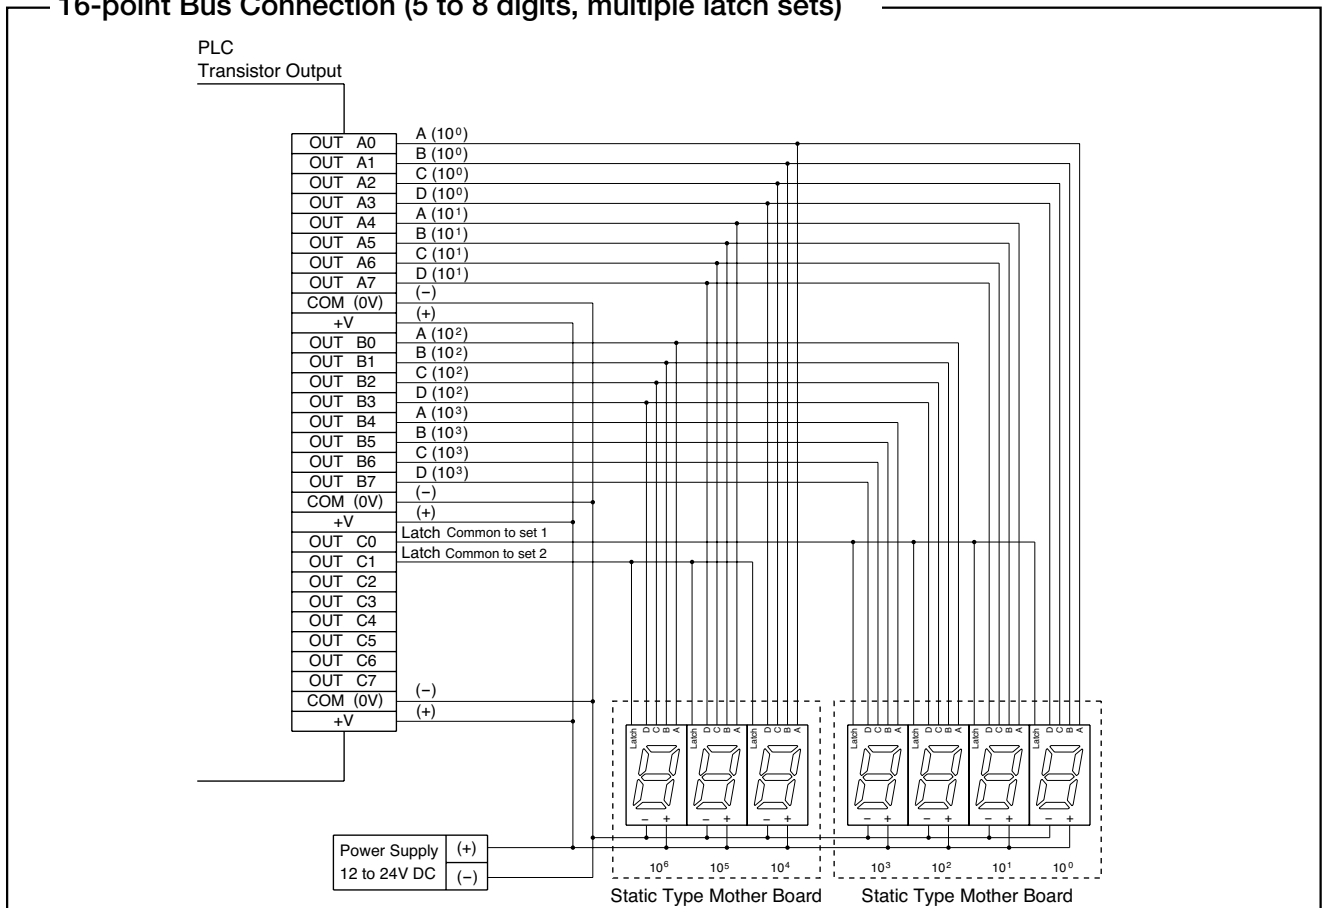 16-point Bus Connection (5 to 8 digits, multiple latch sets)
PLC
Transistor Output
OUT A0 A (10⁰)
OUT A1 B (10⁰)
OUT A2 C (10⁰)
OUT A3 D (10⁰)
OUT A4 A (10¹)
OUT A5 B (10¹)
OUT A6 C (10¹)
OUT A7 D (10¹)
COM (0V) (−)
+V (+)
OUT B0 A (10²)
OUT B1 B (10²)
OUT B2 C (10²)
OUT B3 D (10²)
OUT B4 A (10³)
OUT B5 B (10³)
OUT B6 C (10³)
OUT B7 D (10³)
COM (0V) (−)
+V (+)
OUT C0 Latch Common to set 1
OUT C1 Latch Common to set 2
OUT C2
OUT C3
OUT C4
OUT C5
OUT C6
OUT C7
COM (0V) (−)
+V (+)
Latch D C B A Latch D C B A Latch D C B A Latch D C B A Latch D C B A Latch D C B A Latch D C B A
− + − + − + − + − + − + − +
Power Supply (+)
12 to 24V DC (−)
10⁶ 10⁵ 10⁴ 10³ 10² 10¹ 10⁰
Static Type Mother Board Static Type Mother Board